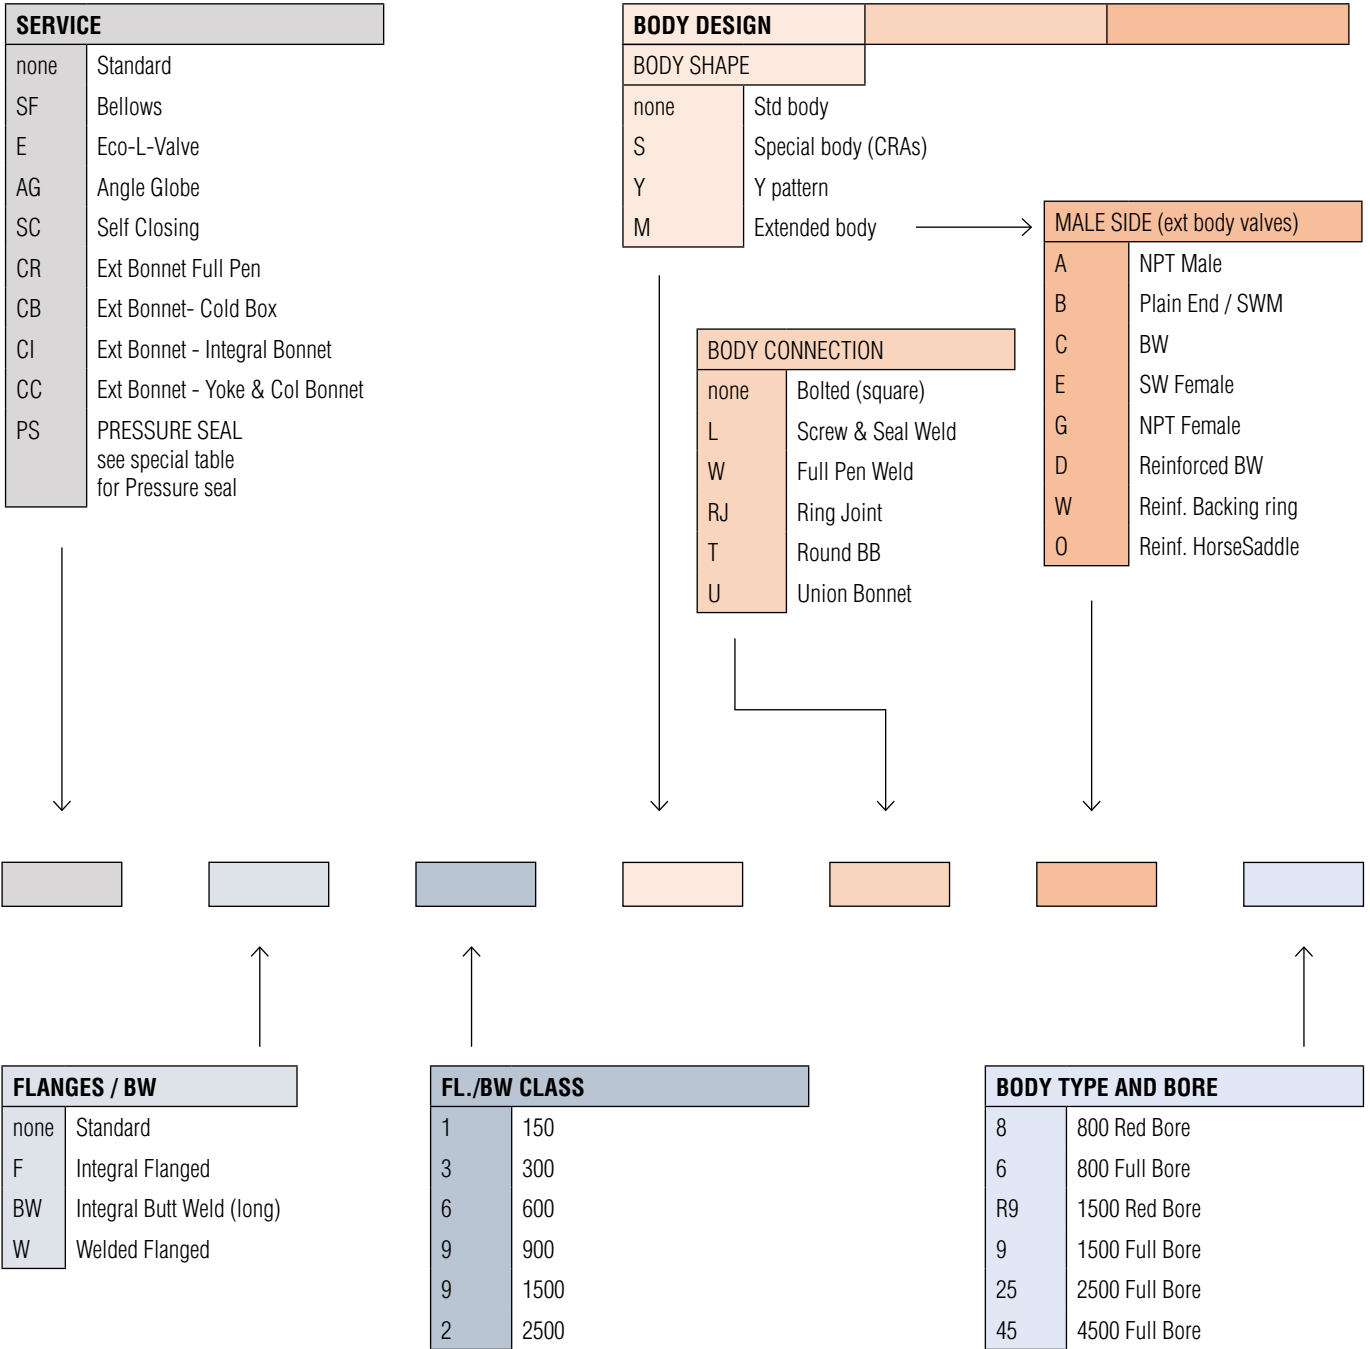 SERVICE
none Standard
SF Bellows
E Eco-L-Valve
AG Angle Globe
SC Self Closing
CR Ext Bonnet Full Pen
CB Ext Bonnet- Cold Box
CI Ext Bonnet - Integral Bonnet
CC Ext Bonnet - Yoke & Col Bonnet
PS PRESSURE SEAL
see special table
for Pressure seal
BODY DESIGN
BODY SHAPE
none Std body
S Special body (CRAs)
Y Y pattern
M Extended body
MALE SIDE (ext body valves)
A NPT Male
B Plain End / SWM
C BW
E SW Female
G NPT Female
D Reinforced BW
W Reinf. Backing ring
O Reinf. HorseSaddle
BODY CONNECTION
none Bolted (square)
L Screw & Seal Weld
W Full Pen Weld
RJ Ring Joint
T Round BB
U Union Bonnet
FLANGES / BW
none Standard
F Integral Flanged
BW Integral Butt Weld (long)
W Welded Flanged
FL./BW CLASS
1 150
3 300
6 600
9 900
9 1500
2 2500
BODY TYPE AND BORE
8 800 Red Bore
6 800 Full Bore
R9 1500 Red Bore
9 1500 Full Bore
25 2500 Full Bore
45 4500 Full Bore